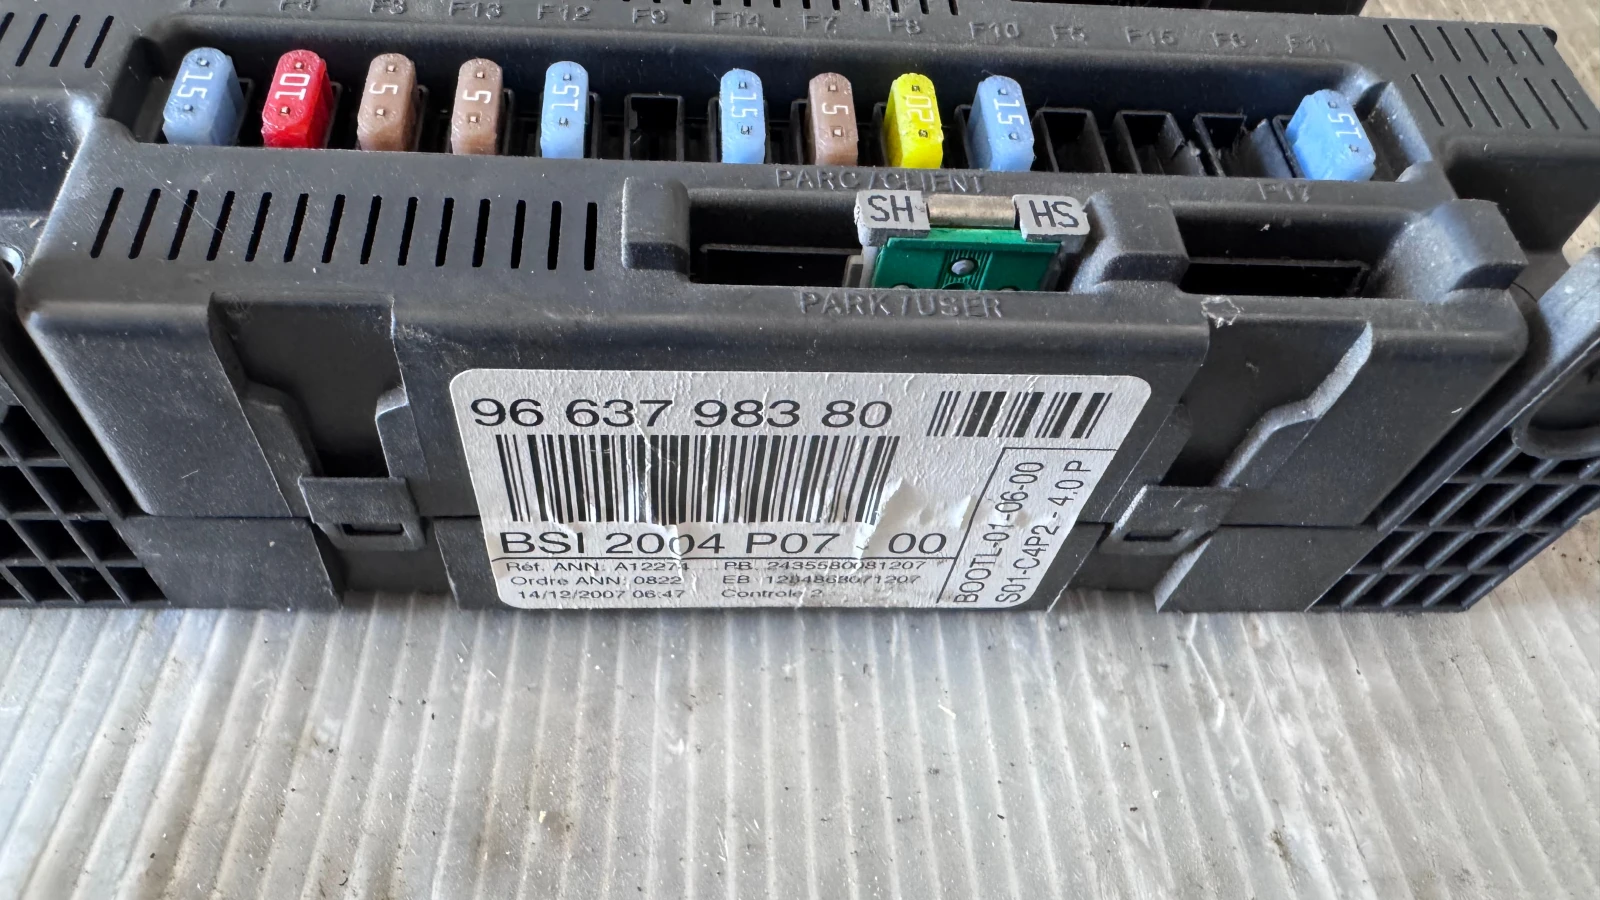 F4 F3 F13 F12 F9 F14 F7 F8 F10 F5 F15 F6 F11
15 10 5 5 15 15 5 20 15 15
PARC/CLIENT
F17
SH HS
PARK/USER
96 637 983 80
BSI 2004 P07 00
Réf. ANN. A12274 PB 2435580081207
Ordre ANN. 0822 EB 1284868071207
14/12/2007 06:47 Controle 2
BOOTL-01-06-00
S01-C4P2 - 4.0 P